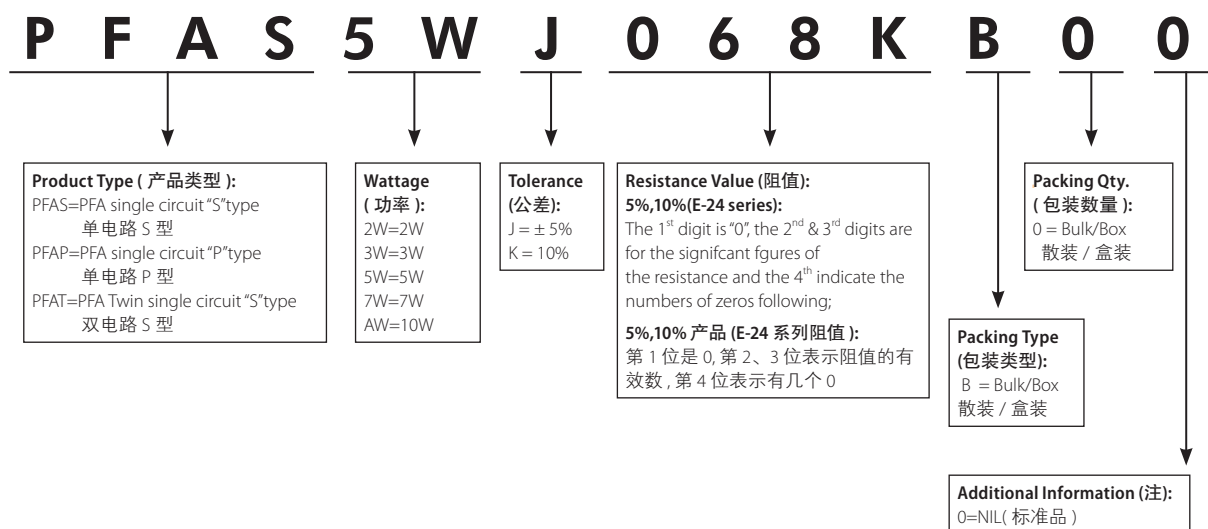 P F A S 5 W J 0 6 8 K B 0 0
Product Type ( 产品类型 ):
PFAS=PFA single circuit “S”type
单电路 S 型
PFAP=PFA single circuit “P”type
单电路 P 型
PFAT=PFA Twin single circuit “S”type
双电路 S 型
Wattage
( 功率 ):
2W=2W
3W=3W
5W=5W
7W=7W
AW=10W
Tolerance
(公差):
J = ± 5%
K = 10%
Resistance Value (阻值):
5%,10%(E-24 series):
The 1st digit is “0”, the 2nd & 3rd digits are
for the signifcant fgures of
the resistance and the 4th indicate the
numbers of zeros following;
5%,10% 产品 (E-24 系列阻值 ):
第 1 位是 0, 第 2、3 位表示阻值的有
效数 , 第 4 位表示有几个 0
Packing Qty.
( 包装数量 ):
0 = Bulk/Box
散装 / 盒装
Packing Type
(包装类型):
B = Bulk/Box
散装 / 盒装
Additional Information (注):
0=NIL( 标准品 )